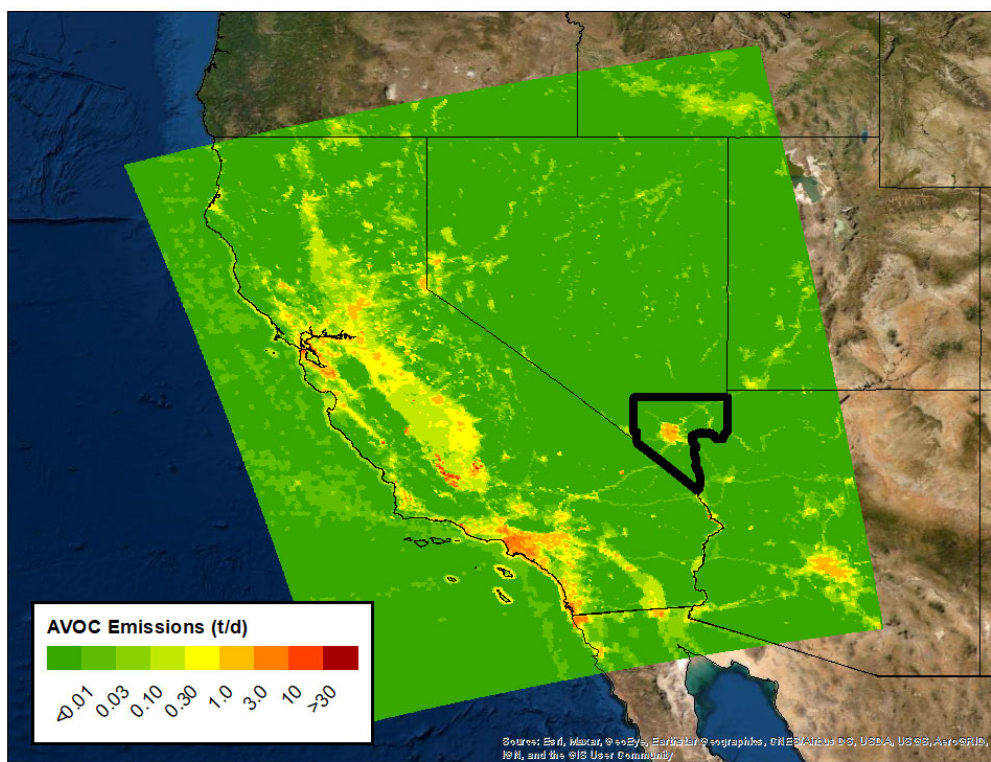 AVOC Emissions (t/d)
<0.01 0.03 0.10 0.30 1.0 3.0 10 >30
Source: Esri, Maxar, GeoEye, Earthstar Geographics, CNES/Airbus DS, USDA, USGS, AeroGRID,
IGN, and the GIS User Community